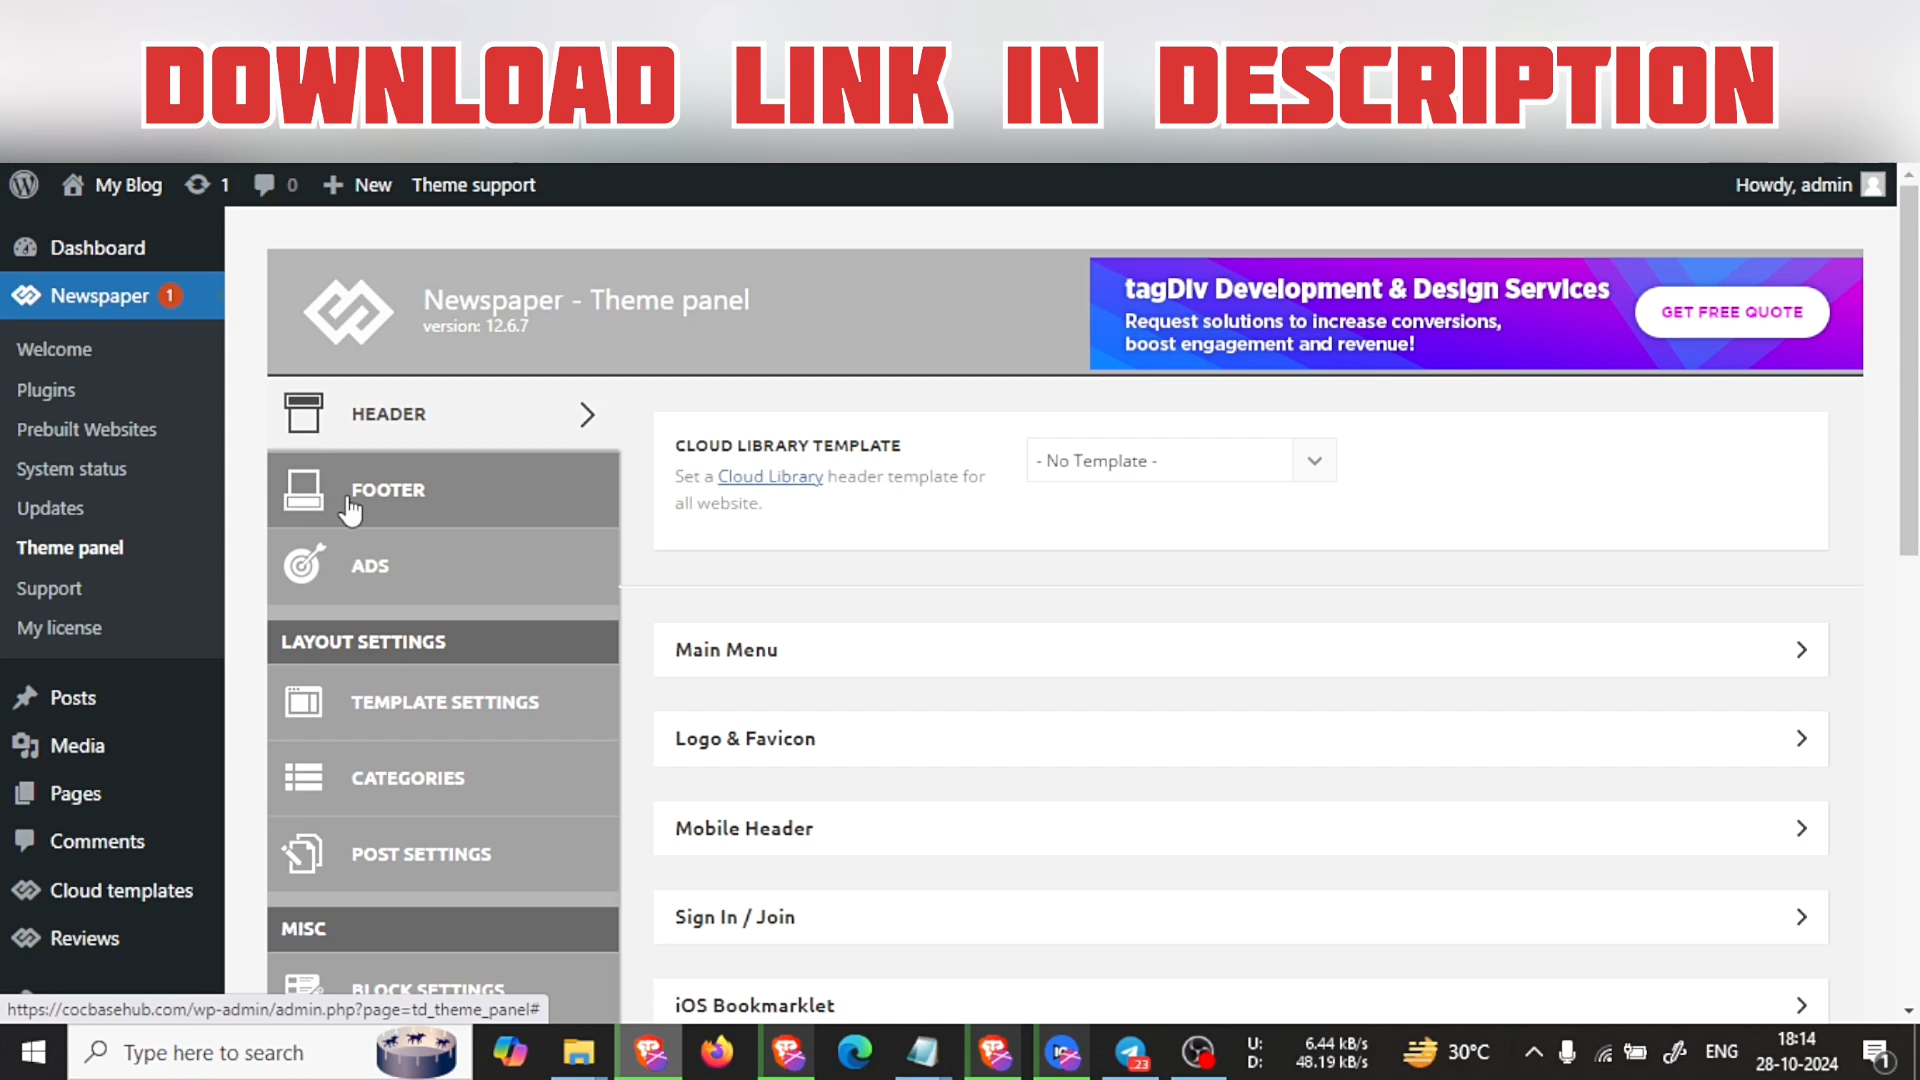 DOWNLOAD LINK IN DESCRIPTION
My Blog 1 0 New Theme support Howdy, admin
Dashboard
Newspaper 1
Welcome
Plugins
Prebuilt Websites
System status
Updates
Theme panel
Support
My license
Posts
Media
Pages
Comments
Cloud templates
Reviews
Newspaper - Theme panel
version: 12.6.7
tagDiv Development & Design Services
Request solutions to increase conversions,
boost engagement and revenue!
GET FREE QUOTE
HEADER
FOOTER
ADS
LAYOUT SETTINGS
TEMPLATE SETTINGS
CATEGORIES
POST SETTINGS
MISC
BLOCK SETTINGS
CLOUD LIBRARY TEMPLATE
Set a Cloud Library header template for
all website.
- No Template -
Main Menu
Logo & Favicon
Mobile Header
Sign In / Join
iOS Bookmarklet
https://cocbasehub.com/wp-admin/admin.php?page=td_theme_panel#
Type here to search
23
U: 6.44 kB/s
D: 48.19 kB/s
30°C
ENG
18:14
28-10-2024
1